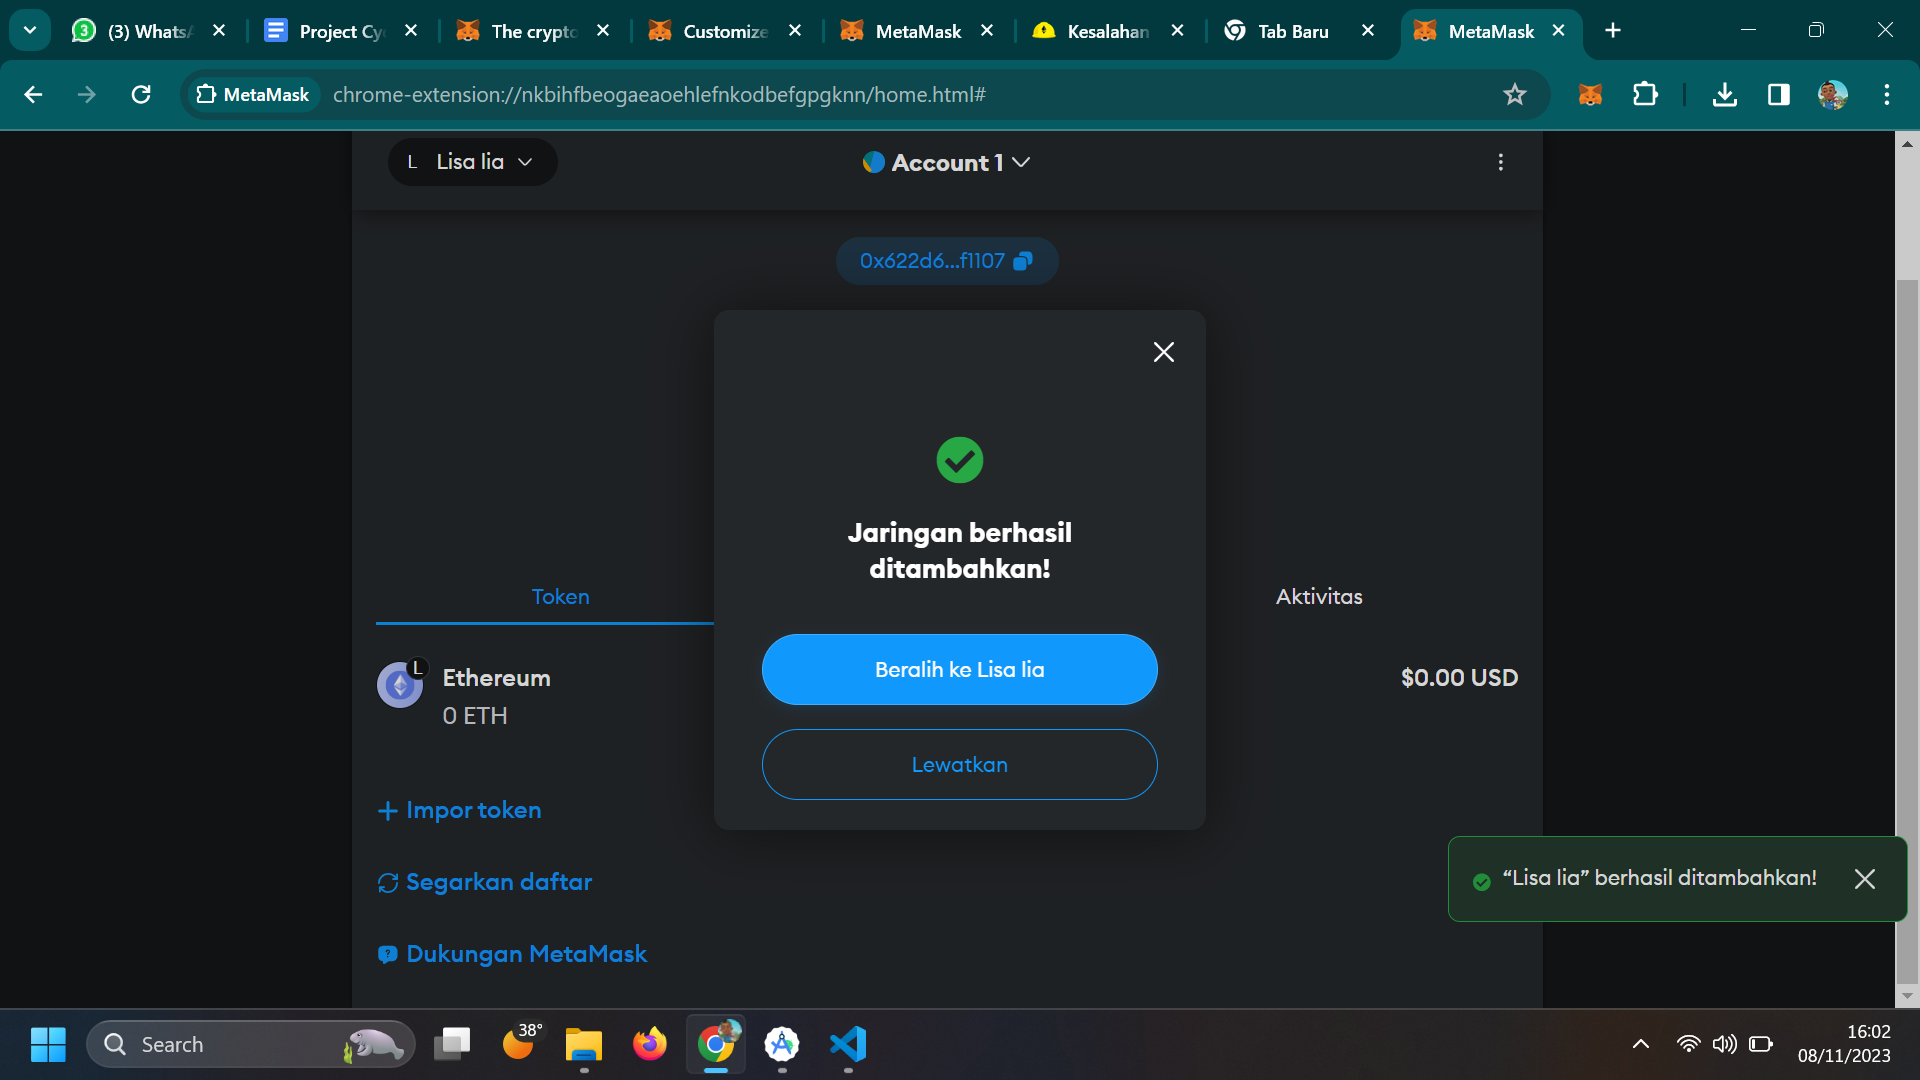 3 (3) Whats
Project Cy
The crypto
Customize
MetaMask
Kesalahan
Tab Baru
MetaMask
MetaMask
chrome-extension://nkbihfbeogaeaoehlefnkodbefgpgknn/home.html#
L Lisa lia
Account 1
0x622d6...f1107
Jaringan berhasil
ditambahkan!
Token
Aktivitas
L
Ethereum
$0.00 USD
0 ETH
Beralih ke Lisa lia
Lewatkan
Impor token
“Lisa lia” berhasil ditambahkan!
Segarkan daftar
Dukungan MetaMask
Search
38°
16:02
08/11/2023